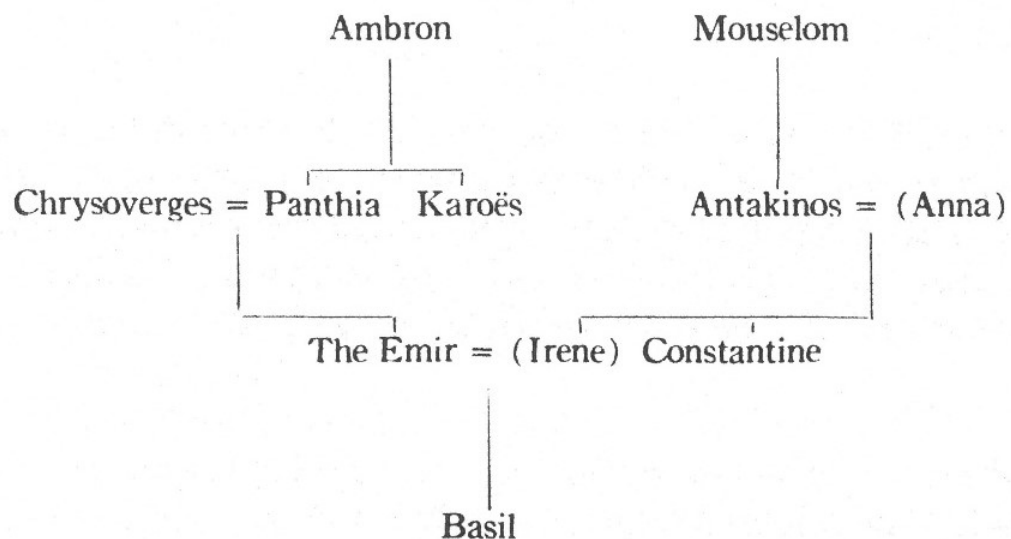 Ambron Mouselom
Chrysoverges = Panthia Karoës Antakinos = (Anna)
The Emir = (Irene) Constantine
Basil